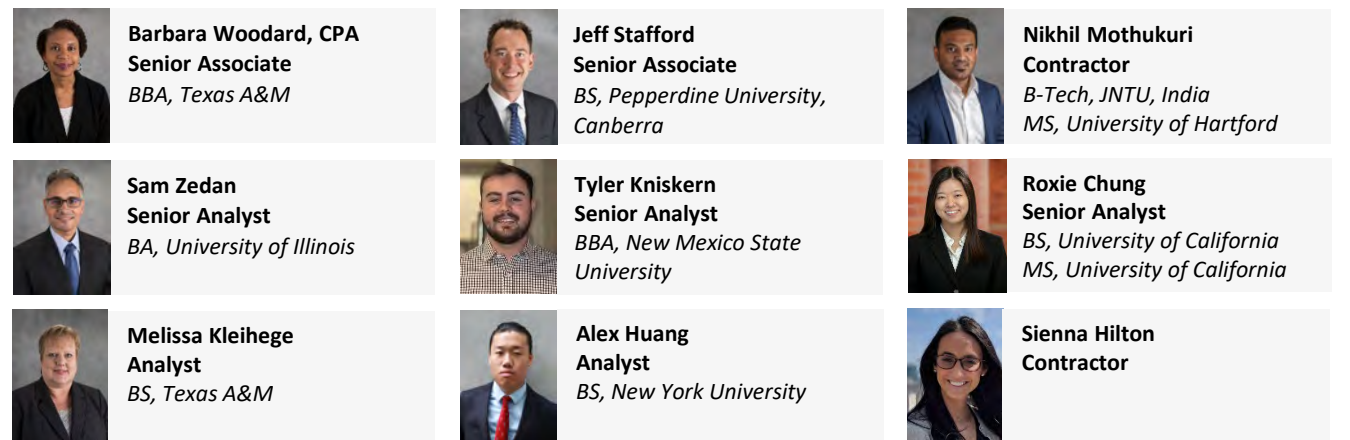 Barbara Woodard, CPA
Senior Associate
BBA, Texas A&M
Jeff Stafford
Senior Associate
BS, Pepperdine University,
Canberra
Nikhil Mothukuri
Contractor
B-Tech, JNTU, India
MS, University of Hartford
Sam Zedan
Senior Analyst
BA, University of Illinois
Tyler Kniskern
Senior Analyst
BBA, New Mexico State
University
Roxie Chung
Senior Analyst
BS, University of California
MS, University of California
Melissa Kleihege
Analyst
BS, Texas A&M
Alex Huang
Analyst
BS, New York University
Sienna Hilton
Contractor